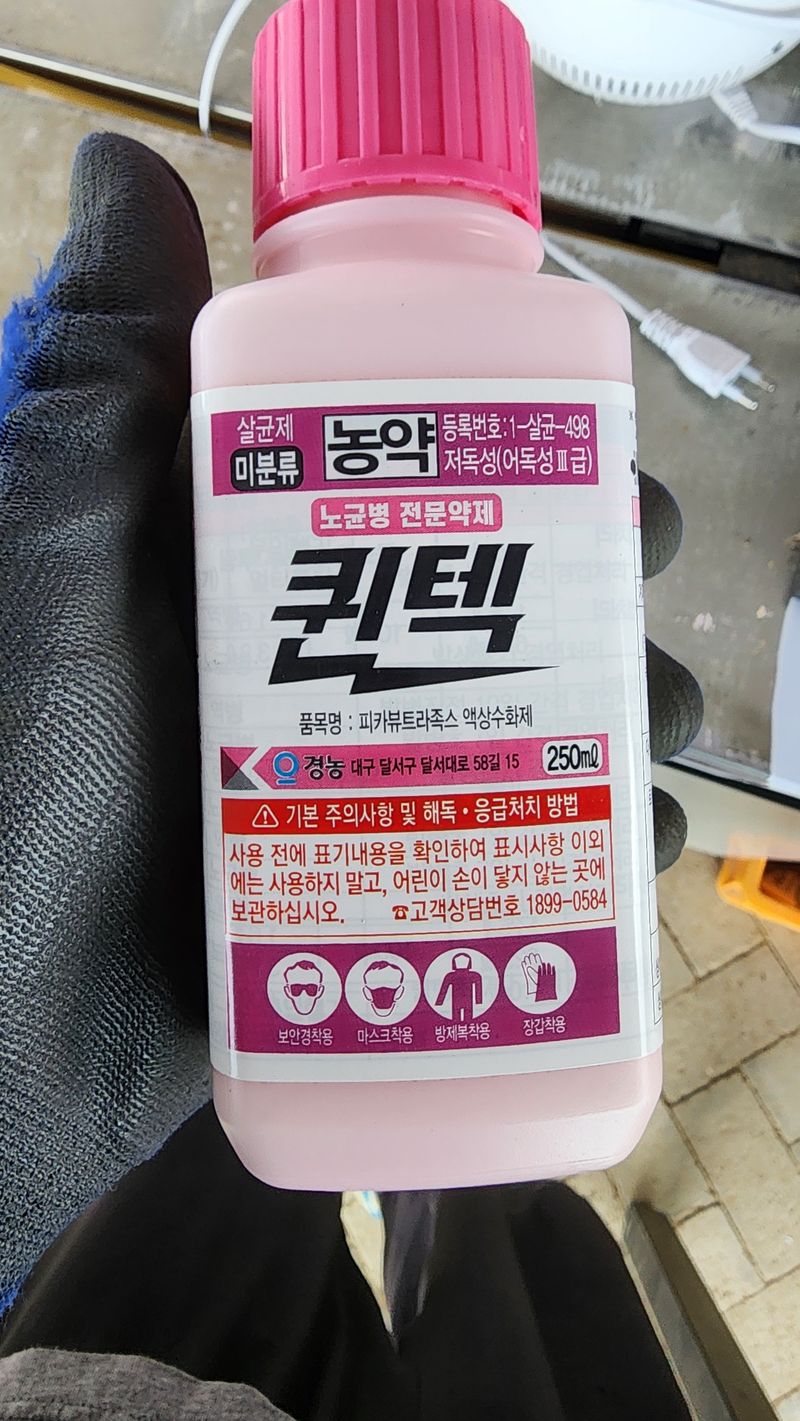 살균제
미분류
농약
등록번호:1-살균-498
저독성(어독성Ⅲ급)
노균병 전문약제
퀸텍
품목명 : 피카뷰트라족스 액상수화제
경농 대구 달서구 달서대로 58길 15
250㎖
⚠ 기본 주의사항 및 해독•응급처치 방법
사용 전에 표기내용을 확인하여 표시사항 이외
에는 사용하지 말고, 어린이 손이 닿지 않는 곳에
보관하십시오. ☎고객상담번호 1899-0584
보안경착용
마스크착용
방제복착용
장갑착용